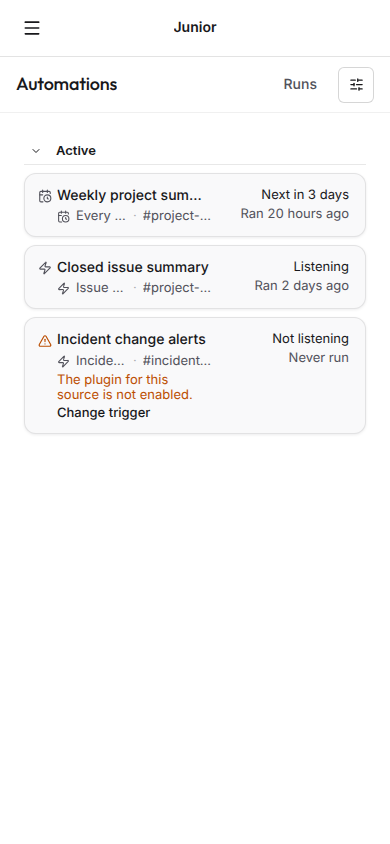 Junior
Automations
Runs
Active
Weekly project sum...
Next in 3 days
Every ... · #project-...
Ran 20 hours ago
Closed issue summary
Listening
Issue ... · #project-...
Ran 2 days ago
Incident change alerts
Not listening
Incide... · #incident...
Never run
The plugin for this
source is not enabled.
Change trigger